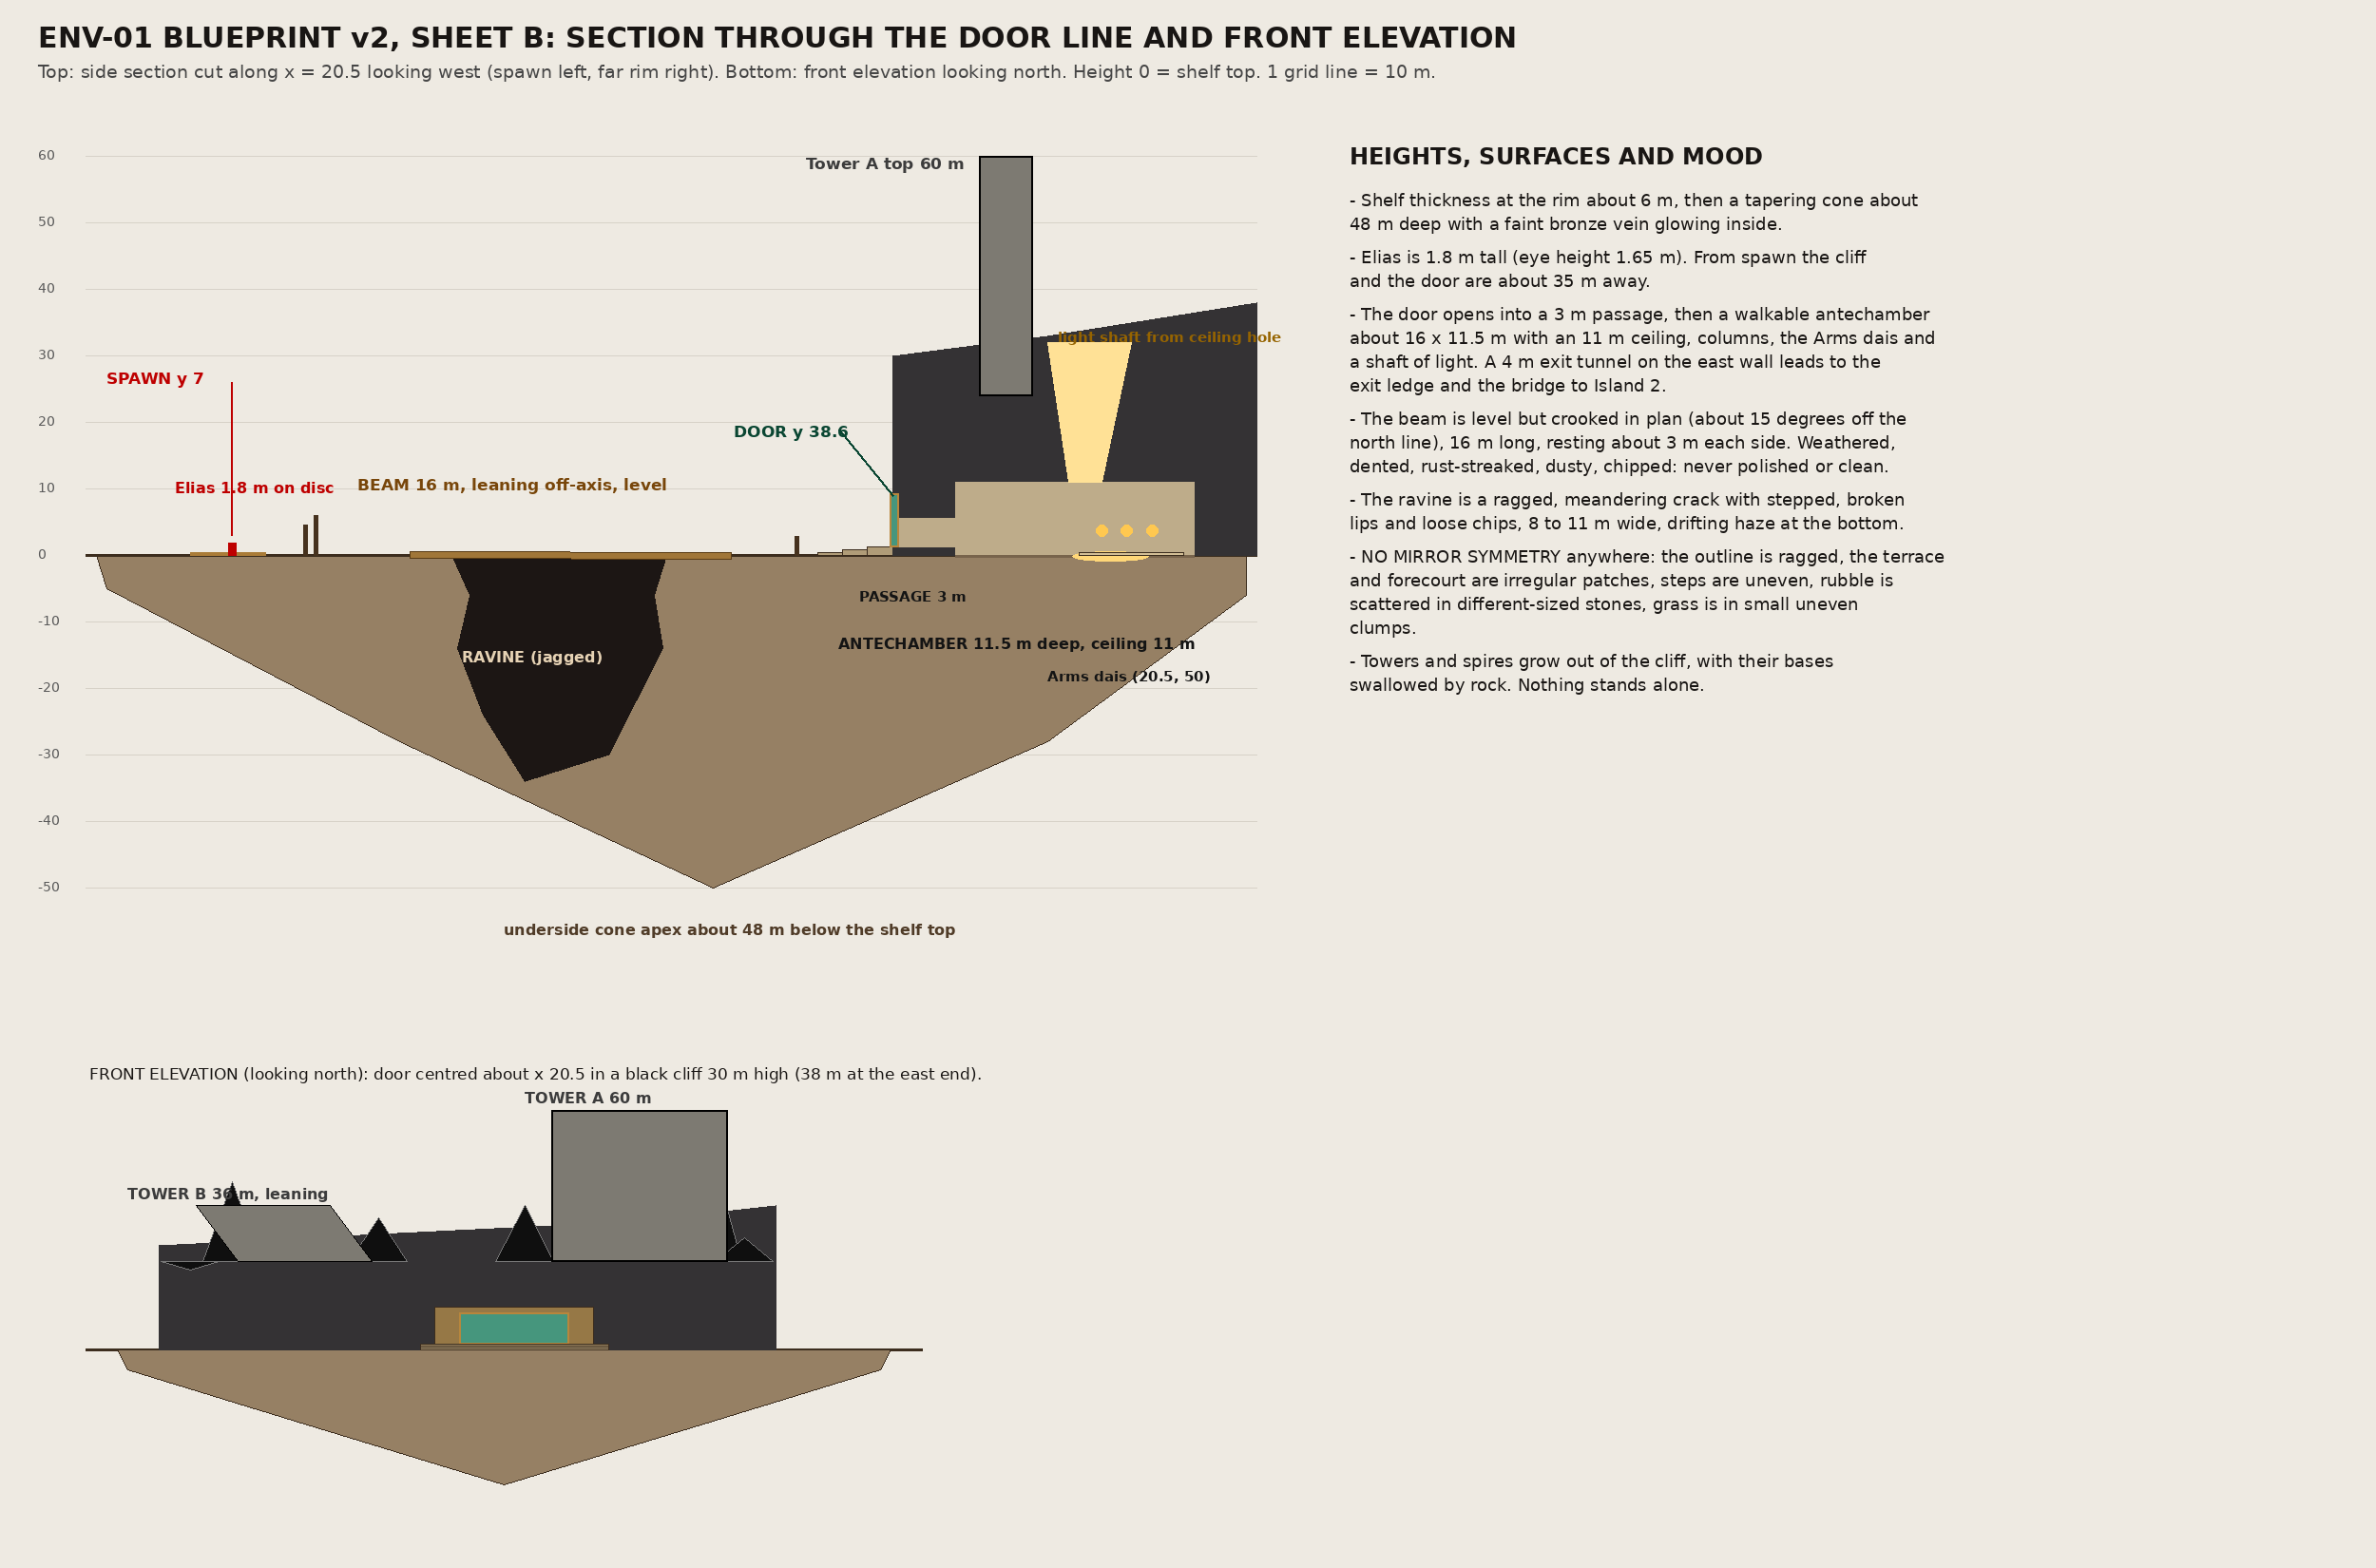 ENV-01 BLUEPRINT v2, SHEET B: SECTION THROUGH THE DOOR LINE AND FRONT ELEVATION
Top: side section cut along x = 20.5 looking west (spawn left, far rim right). Bottom: front elevation looking north. Height 0 = shelf top. 1 grid line = 10 m.
60
50
40
30
20
10
0
-10
-20
-30
-40
-50
Tower A top 60 m
light shaft from ceiling hole
SPAWN y 7
DOOR y 38.6
Elias 1.8 m on disc
BEAM 16 m, leaning off-axis, level
PASSAGE 3 m
ANTECHAMBER 11.5 m deep, ceiling 11 m
RAVINE (jagged)
Arms dais (20.5, 50)
underside cone apex about 48 m below the shelf top
HEIGHTS, SURFACES AND MOOD
- Shelf thickness at the rim about 6 m, then a tapering cone about
48 m deep with a faint bronze vein glowing inside.
- Elias is 1.8 m tall (eye height 1.65 m). From spawn the cliff
and the door are about 35 m away.
- The door opens into a 3 m passage, then a walkable antechamber
about 16 x 11.5 m with an 11 m ceiling, columns, the Arms dais and
a shaft of light. A 4 m exit tunnel on the east wall leads to the
exit ledge and the bridge to Island 2.
- The beam is level but crooked in plan (about 15 degrees off the
north line), 16 m long, resting about 3 m each side. Weathered,
dented, rust-streaked, dusty, chipped: never polished or clean.
- The ravine is a ragged, meandering crack with stepped, broken
lips and loose chips, 8 to 11 m wide, drifting haze at the bottom.
- NO MIRROR SYMMETRY anywhere: the outline is ragged, the terrace
and forecourt are irregular patches, steps are uneven, rubble is
scattered in different-sized stones, grass is in small uneven
clumps.
- Towers and spires grow out of the cliff, with their bases
swallowed by rock. Nothing stands alone.
FRONT ELEVATION (looking north): door centred about x 20.5 in a black cliff 30 m high (38 m at the east end).
TOWER A 60 m
TOWER B 36 m, leaning